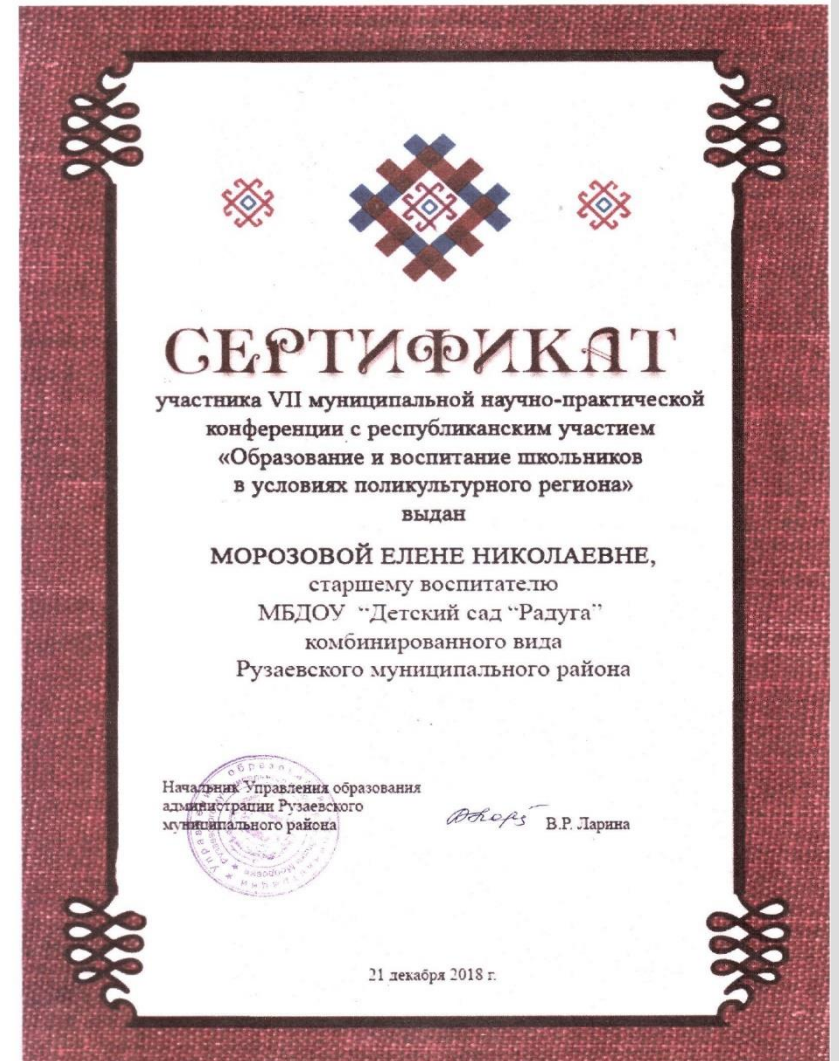 СЕРТИФИКАТ
участника VII муниципальной научно-практической
конференции с республиканским участием
«Образование и воспитание школьников
в условиях поликультурного региона»
выдан
МОРОЗОВОЙ ЕЛЕНЕ НИКОЛАЕВНЕ,
старшему воспитателю
МБДОУ “Детский сад “Радуга”
комбинированного вида
Рузаевского муниципального района
Начальник Управления образования
администрации Рузаевского
муниципального района
В.Р. Ларина
21 декабря 2018 г.